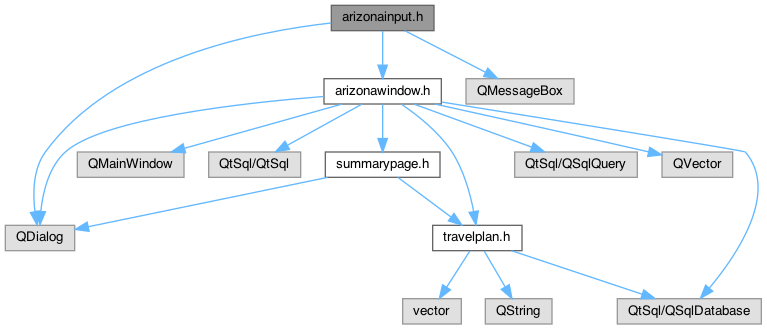 arizonainput.h
arizonawindow.h
QMessageBox
QMainWindow
QtSql/QtSql
summarypage.h
QtSql/QSqlQuery
QVector
QDialog
travelplan.h
vector
QString
QtSql/QSqlDatabase